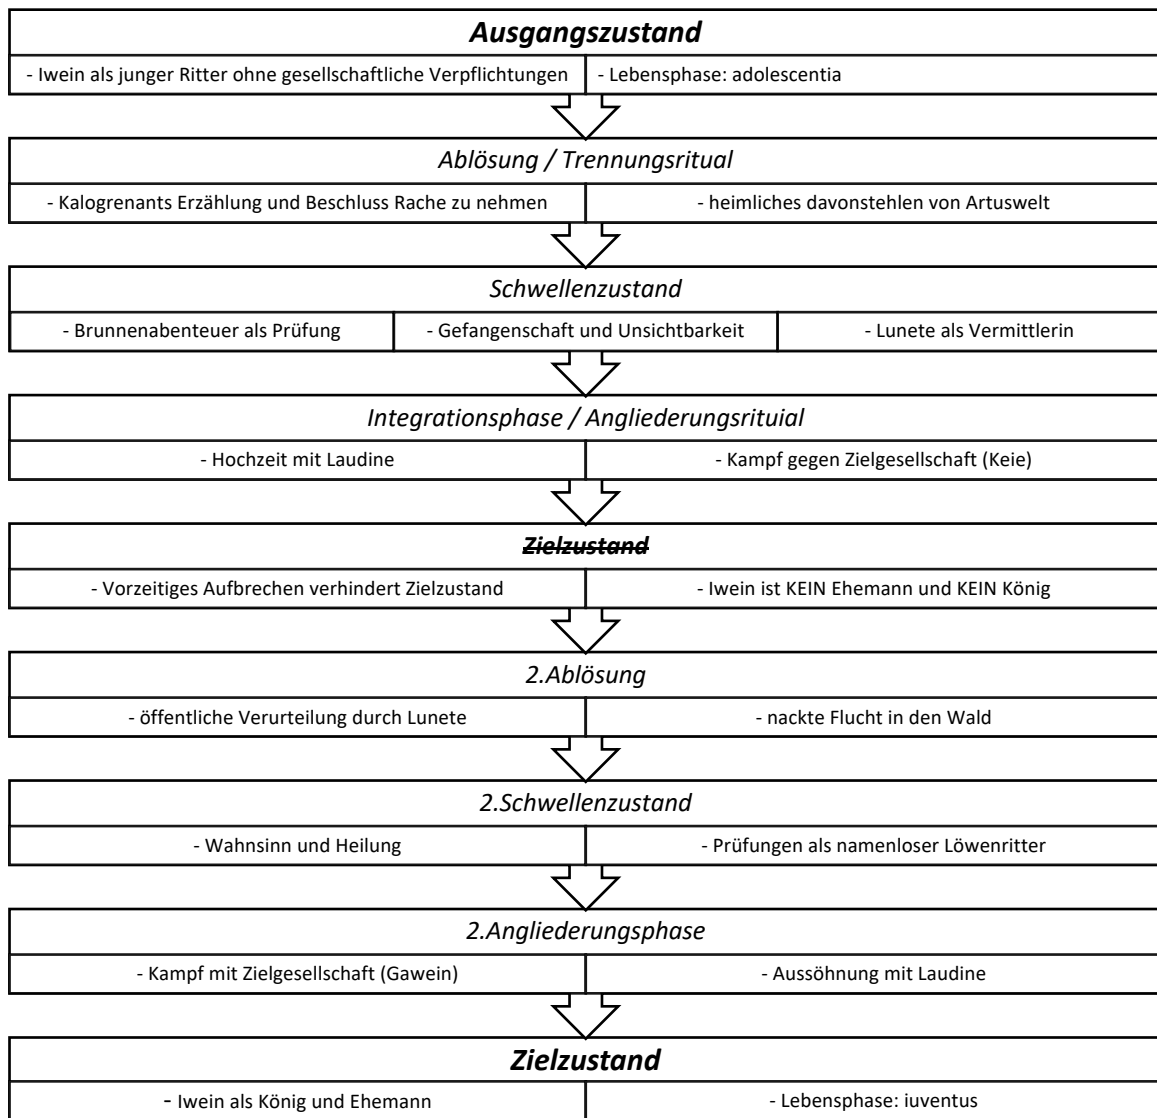 Ausgangszustand
- Iwein als junger Ritter ohne gesellschaftliche Verpflichtungen
- Lebensphase: adolescentia
Ablösung / Trennungsritual
- Kalogrenants Erzählung und Beschluss Rache zu nehmen
- heimliches davonstehlen von Artuswelt
Schwellenzustand
- Brunnenabenteuer als Prüfung
- Gefangenschaft und Unsichtbarkeit
- Lunete als Vermittlerin
Integrationsphase / Angliederungsrituial
- Hochzeit mit Laudine
- Kampf gegen Zielgesellschaft (Keie)
Zielzustand
- Vorzeitiges Aufbrechen verhindert Zielzustand
- Iwein ist KEIN Ehemann und KEIN König
2.Ablösung
- öffentliche Verurteilung durch Lunete
- nackte Flucht in den Wald
2.Schwellenzustand
- Wahnsinn und Heilung
- Prüfungen als namenloser Löwenritter
2.Angliederungsphase
- Kampf mit Zielgesellschaft (Gawein)
- Aussöhnung mit Laudine
Zielzustand
- Iwein als König und Ehemann
- Lebensphase: iuventus